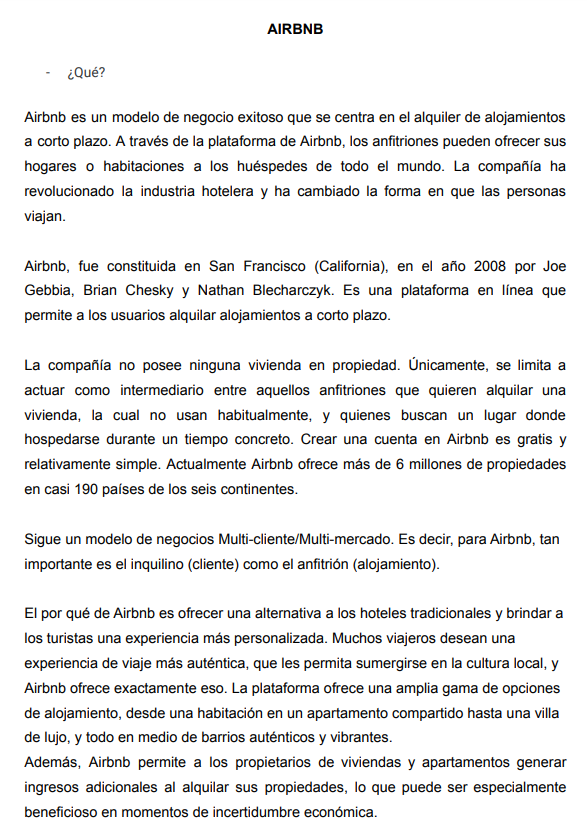 AIRBNB
- ¿Qué?
Airbnb es un modelo de negocio exitoso que se centra en el alquiler de alojamientos
a corto plazo. A través de la plataforma de Airbnb, los anfitriones pueden ofrecer sus
hogares o habitaciones a los huéspedes de todo el mundo. La compañía ha
revolucionado la industria hotelera y ha cambiado la forma en que las personas
viajan.
Airbnb, fue constituida en San Francisco (California), en el año 2008 por Joe
Gebbia, Brian Chesky y Nathan Blecharczyk. Es una plataforma en línea que
permite a los usuarios alquilar alojamientos a corto plazo.
La compañía no posee ninguna vivienda en propiedad. Únicamente, se limita a
actuar como intermediario entre aquellos anfitriones que quieren alquilar una
vivienda, la cual no usan habitualmente, y quienes buscan un lugar donde
hospedarse durante un tiempo concreto. Crear una cuenta en Airbnb es gratis y
relativamente simple. Actualmente Airbnb ofrece más de 6 millones de propiedades
en casi 190 países de los seis continentes.
Sigue un modelo de negocios Multi-cliente/Multi-mercado. Es decir, para Airbnb, tan
importante es el inquilino (cliente) como el anfitrión (alojamiento).
El por qué de Airbnb es ofrecer una alternativa a los hoteles tradicionales y brindar a
los turistas una experiencia más personalizada. Muchos viajeros desean una
experiencia de viaje más auténtica, que les permita sumergirse en la cultura local, y
Airbnb ofrece exactamente eso. La plataforma ofrece una amplia gama de opciones
de alojamiento, desde una habitación en un apartamento compartido hasta una villa
de lujo, y todo en medio de barrios auténticos y vibrantes.
Además, Airbnb permite a los propietarios de viviendas y apartamentos generar
ingresos adicionales al alquilar sus propiedades, lo que puede ser especialmente
beneficioso en momentos de incertidumbre económica.